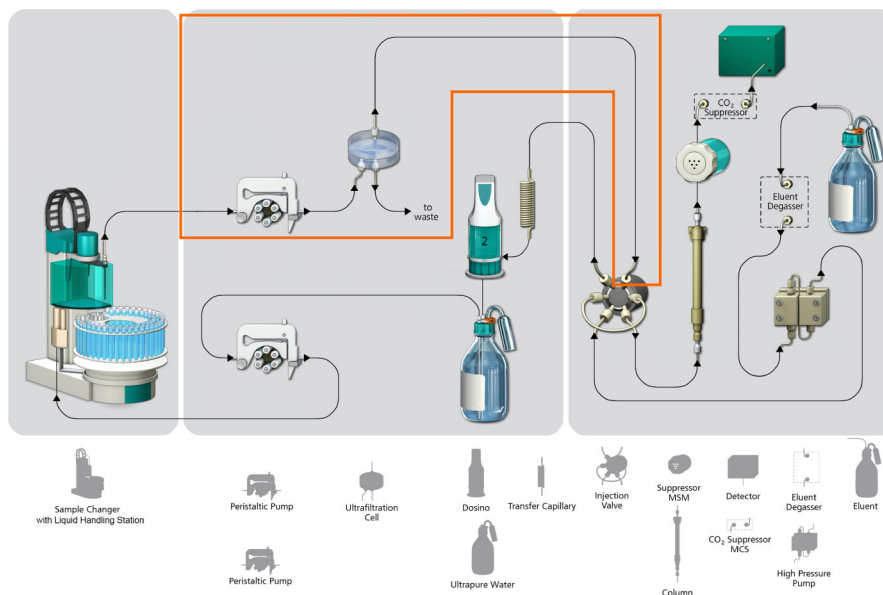 CO2
Suppressor
Eluent
Degasser
to
waste
2
Sample Changer
with Liquid Handling Station
Peristaltic Pump
Ultrafiltration
Cell
Dosino
Transfer Capillary
Injection
Valve
Suppressor
MSM
Detector
Eluent
Degasser
Eluent
CO2 Suppressor
MCS
High Pressure
Pump
Peristaltic Pump
Ultrapure Water
Column